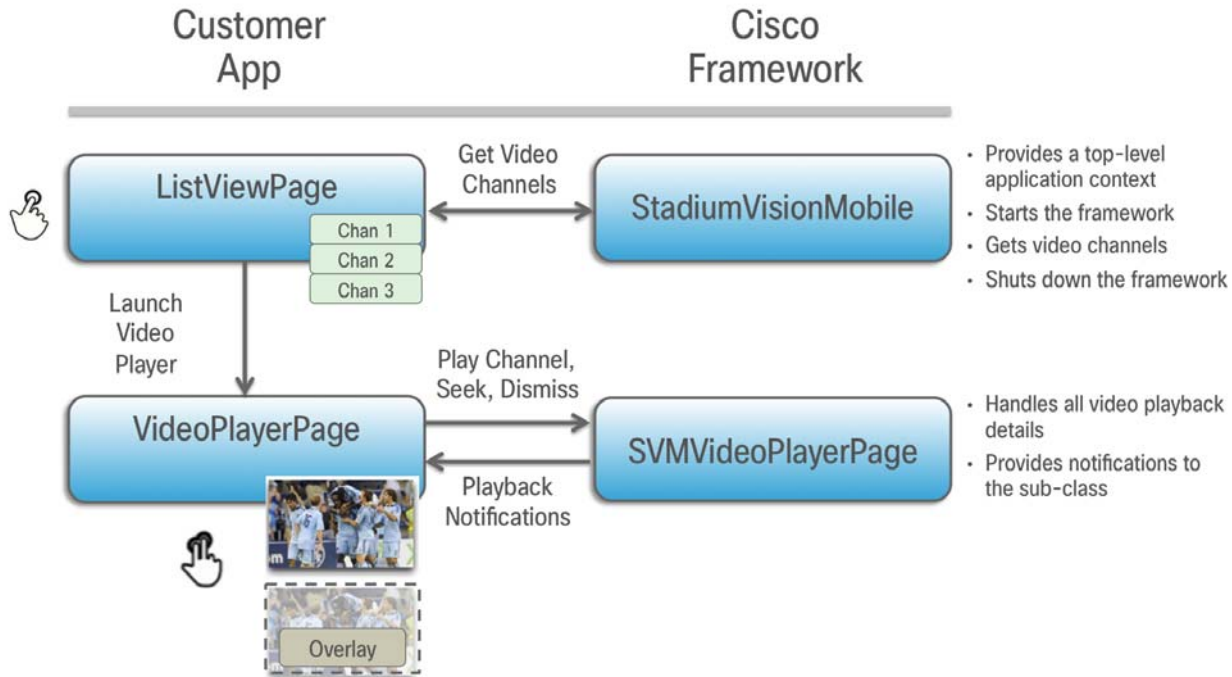 Customer
App
Cisco
Framework
ListViewPage
Chan 1
Chan 2
Chan 3
Get Video
Channels
StadiumVisionMobile
• Provides a top-level
application context
• Starts the framework
• Gets video channels
• Shuts down the framework
Launch
Video
Player
VideoPlayerPage
Play Channel,
Seek, Dismiss
Playback
Notifications
SVMVideoPlayerPage
• Handles all video playback
details
• Provides notifications to
the sub-class
Overlay